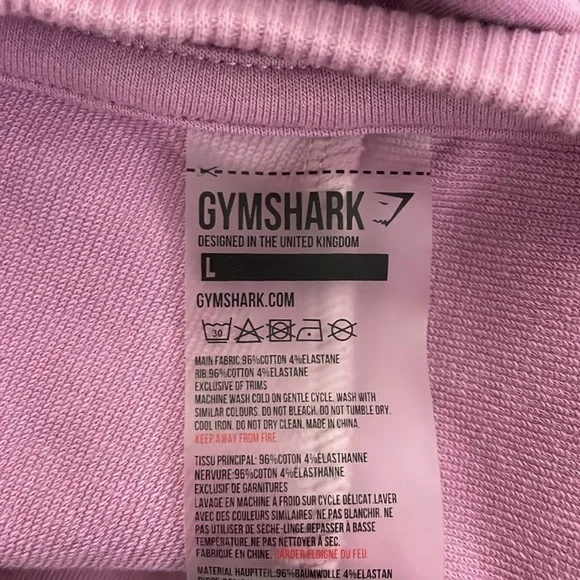 GYMSHARK
DESIGNED IN THE UNITED KINGDOM
L
GYMSHARK.COM
30
MAIN FABRIC:96%COTTON 4%ELASTANE
RIB:96%COTTON 4%ELASTANE
EXCLUSIVE OF TRIMS
MACHINE WASH COLD ON GENTLE CYCLE. WASH WITH
SIMILAR COLOURS. DO NOT BLEACH. DO NOT TUMBLE DRY.
COOL IRON. DO NOT DRY CLEAN. MADE IN CHINA.
KEEP AWAY FROM FIRE.
TISSU PRINCIPAL: 96%COTON 4%ÉLASTHANNE
NERVURE:96%COTON 4%ÉLASTHANNE
EXCLUSIF DE GARNITURES
LAVAGE EN MACHINE À FROID SUR CYCLE DÉLICAT.LAVER
AVEC DES COULEURS SIMILAIRES. NE PAS BLANCHIR. NE
PAS UTILISER DE SÈCHE-LINGE.REPASSER À BASSE
TEMPÉRATURE.NE PAS NETTOYER À SEC.
FABRIQUÉ EN CHINE. GARDER ÉLOIGNÉ DU FEU.
MATERIAL HAUPTTEIL:96%BAUMWOLLE 4%ELASTAN